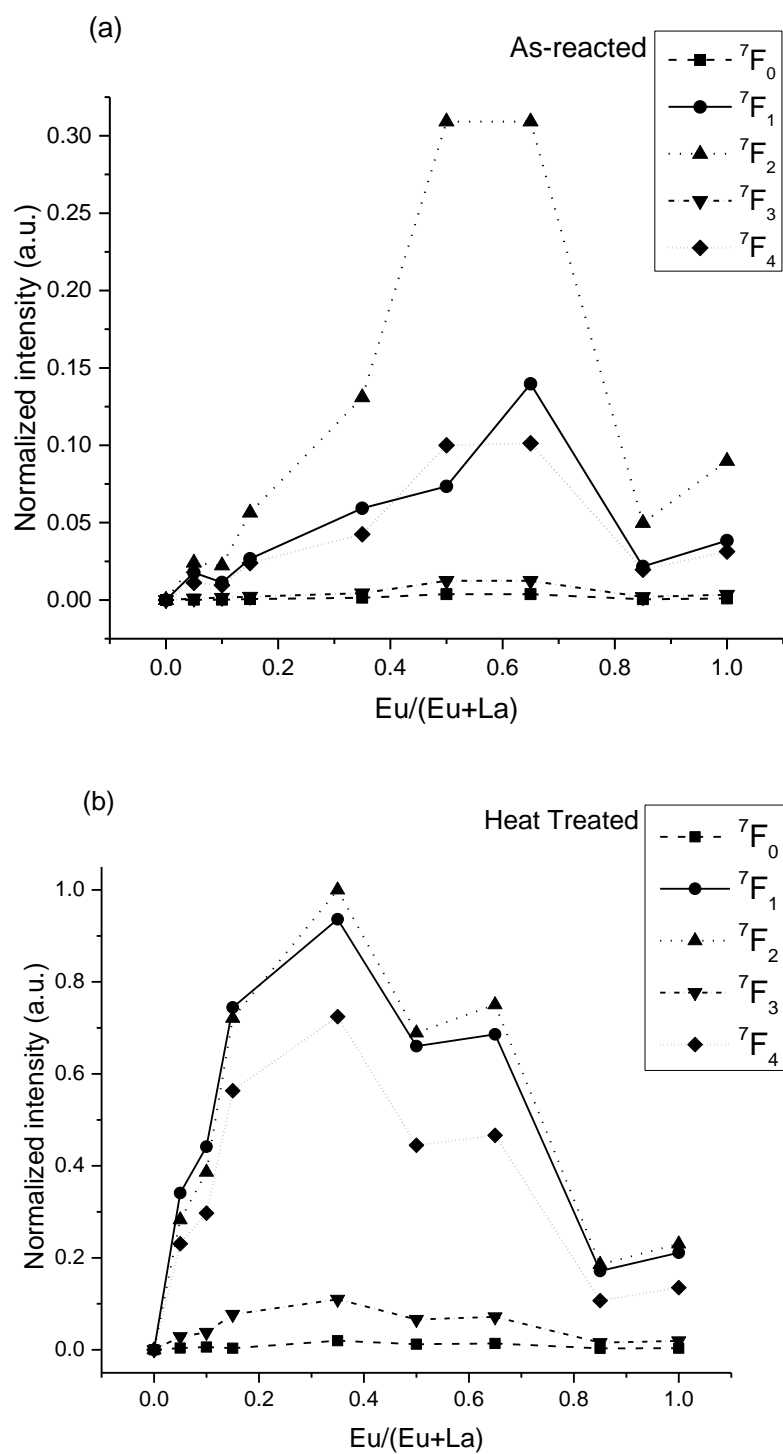 (a)
As-reacted
⁷F₀
⁷F₁
⁷F₂
⁷F₃
⁷F₄
Normalized intensity (a.u.)
0.30
0.25
0.20
0.15
0.10
0.05
0.00
0.0 0.2 0.4 0.6 0.8 1.0
Eu/(Eu+La)
(b)
Heat Treated
⁷F₀
⁷F₁
⁷F₂
⁷F₃
⁷F₄
Normalized intensity (a.u.)
1.0
0.8
0.6
0.4
0.2
0.0
0.0 0.2 0.4 0.6 0.8 1.0
Eu/(Eu+La)